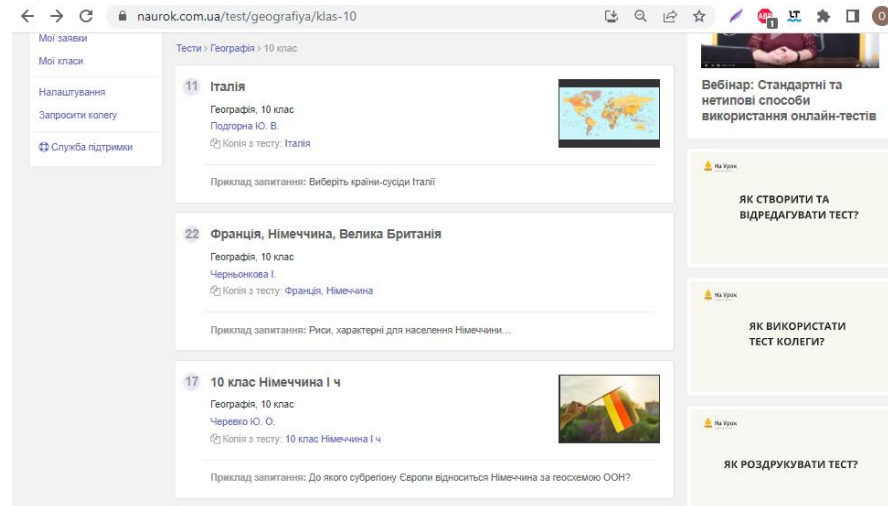 naurok.com.ua/test/geografiya/klas-10
ABP
1
LT
O
Мої заявки
Мої класи
Налаштування
Запросити колегу
Служба підтримки
Тести › Географія › 10 клас
11 Італія
Географія, 10 клас
Подгорна Ю. В.
Копія з тесту: Італія
Приклад запитання: Виберіть країни-сусіди Італії
22 Франція, Німеччина, Велика Британія
Географія, 10 клас
Черньонкова І.
Копія з тесту: Франція, Німеччина
Приклад запитання: Риси, характерні для населення Німеччини…
17 10 клас Німеччина І ч
Географія, 10 клас
Черевко Ю. О.
Копія з тесту: 10 клас Німеччина І ч
Приклад запитання: До якого субрегіону Європи відноситься Німеччина за геосхемою ООН?
Вебінар: Стандартні та
нетипові способи
використання онлайн-тестів
На Урок
ЯК СТВОРИТИ ТА
ВІДРЕДАГУВАТИ ТЕСТ?
На Урок
ЯК ВИКОРИСТАТИ
ТЕСТ КОЛЕГИ?
На Урок
ЯК РОЗДРУКУВАТИ ТЕСТ?